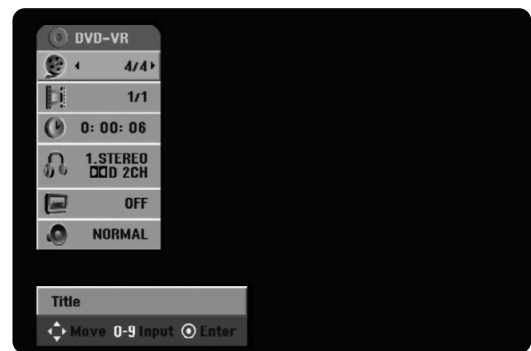 DVD-VR
4/4
1/1
0: 00: 06
1.STEREO
DD D 2CH
OFF
NORMAL
Title
Move 0-9 Input Enter